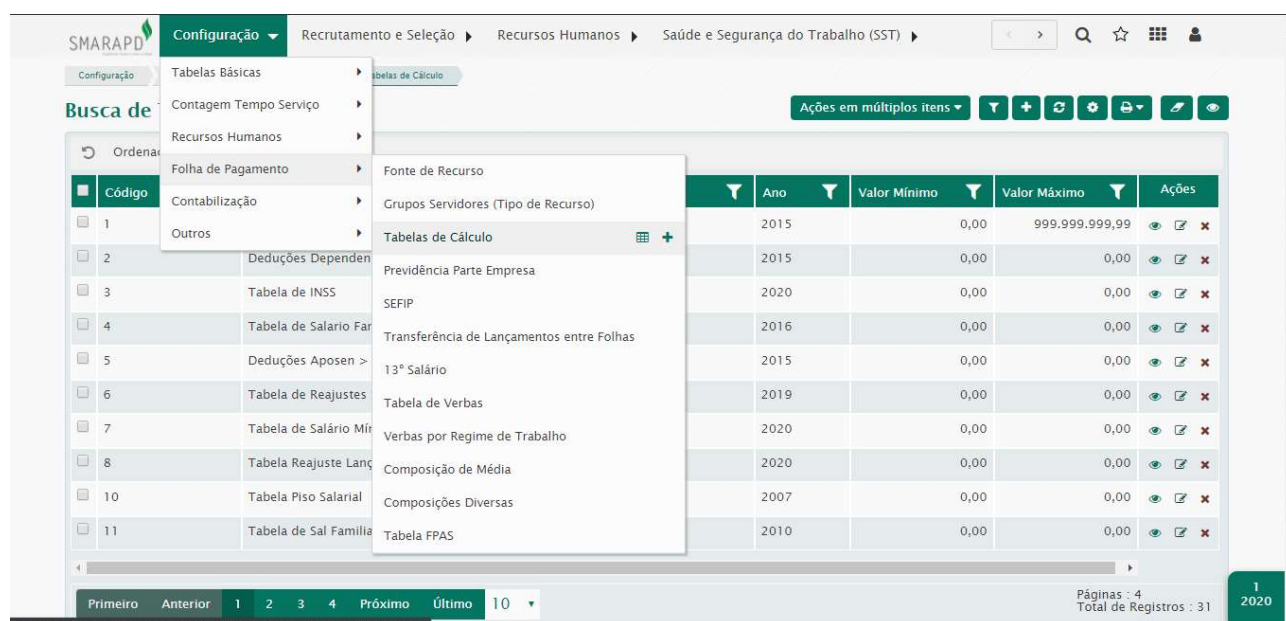 SMARAPD Configuração Recrutamento e Seleção Recursos Humanos Saúde e Segurança do Trabalho (SST)
Configuração Tabelas Básicas abelas de Cálculo
Busca de Contagem Tempo Serviço Ações em múltiplos itens
Recursos Humanos
Ordena
Folha de Pagamento Fonte de Recurso
Código Contabilização Grupos Servidores (Tipo de Recurso) Ano Valor Mínimo Valor Máximo Ações
1 Outros Tabelas de Cálculo 2015 0,00 999.999.999,99
2 Deduções Dependen Previdência Parte Empresa 2015 0,00 0,00
3 Tabela de INSS SEFIP 2020 0,00 0,00
4 Tabela de Salario Far Transferência de Lançamentos entre Folhas 2016 0,00 0,00
5 Deduções Aposen > 13º Salário 2015 0,00 0,00
6 Tabela de Reajustes Tabela de Verbas 2019 0,00 0,00
7 Tabela de Salário Mír Verbas por Regime de Trabalho 2020 0,00 0,00
8 Tabela Reajuste Lanç Composição de Média 2020 0,00 0,00
10 Tabela Piso Salarial Composições Diversas 2007 0,00 0,00
11 Tabela de Sal Familia Tabela FPAS 2010 0,00 0,00
Primeiro Anterior 1 2 3 4 Próximo Último 10 Páginas : 4
Total de Registros : 31
1
2020